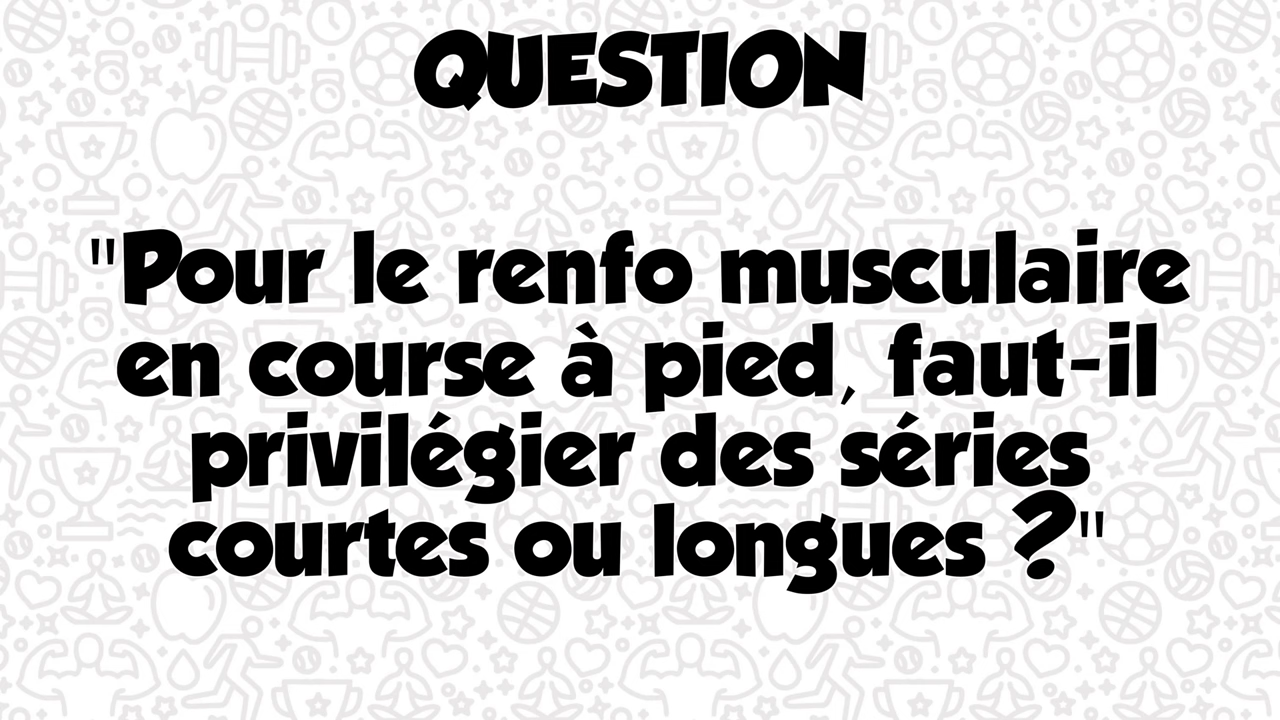 QUESTION
"Pour le renfo musculaire
en course à pied, faut-il
privilégier des séries
courtes ou longues ?"